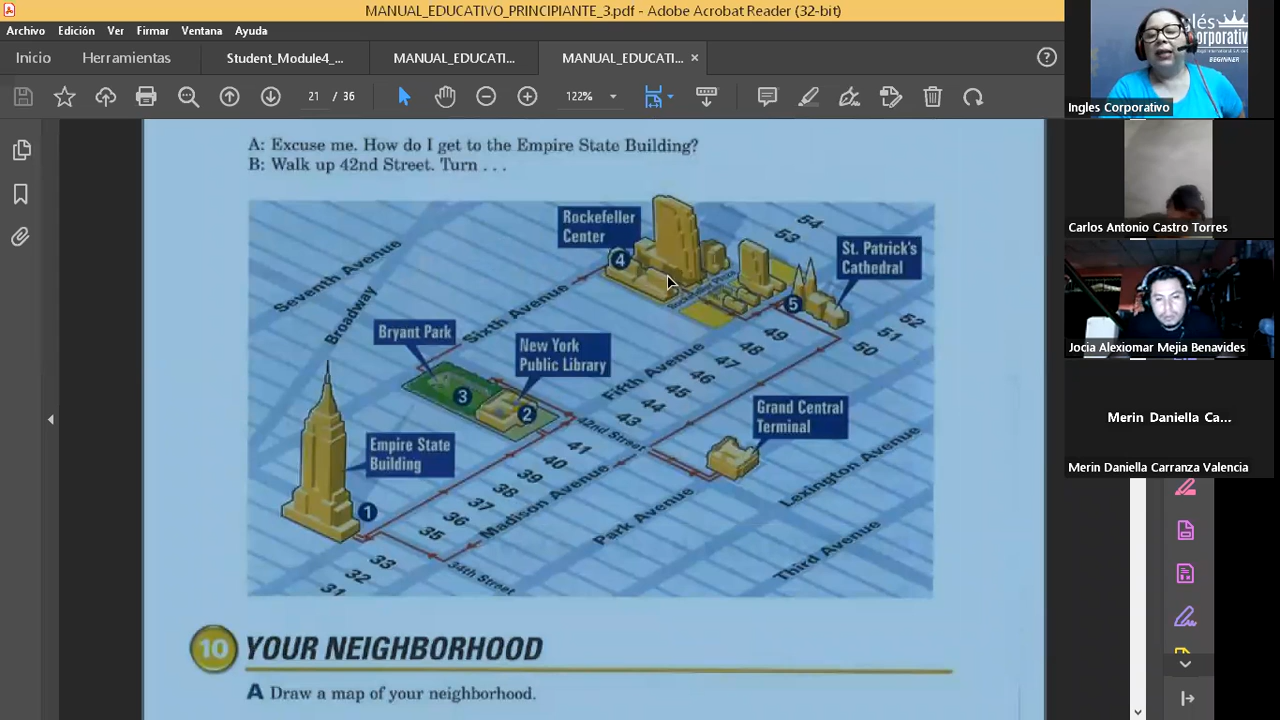 MANUAL_EDUCATIVO_PRINCIPIANTE_3.pdf - Adobe Acrobat Reader (32-bit)
Archivo Edición Ver Firmar Ventana Ayuda
Inicio Herramientas Student_Module4_... MANUAL_EDUCATI... MANUAL_EDUCATI... ×
21 / 36 122%
A: Excuse me. How do I get to the Empire State Building?
B: Walk up 42nd Street. Turn . . .
Rockefeller
Center
4
54
53
St. Patrick's
Cathedral
5
52
51
50
49
48
47
46
45
44
43
Seventh Avenue
Broadway
Sixth Avenue
Bryant Park
3
New York
Public Library
2
Fifth Avenue
42nd Street
Grand Central
Terminal
Empire State
Building
1
41
40
39
38
37
36
35
Madison Avenue
Park Avenue
Lexington Avenue
Third Avenue
34th Street
33
32
31
10 YOUR NEIGHBORHOOD
A Draw a map of your neighborhood.
BEGINNER
Ingles Corporativo
Carlos Antonio Castro Torres
Jocia Alexiomar Mejia Benavides
Merin Daniella Ca...
Merin Daniella Carranza Valencia